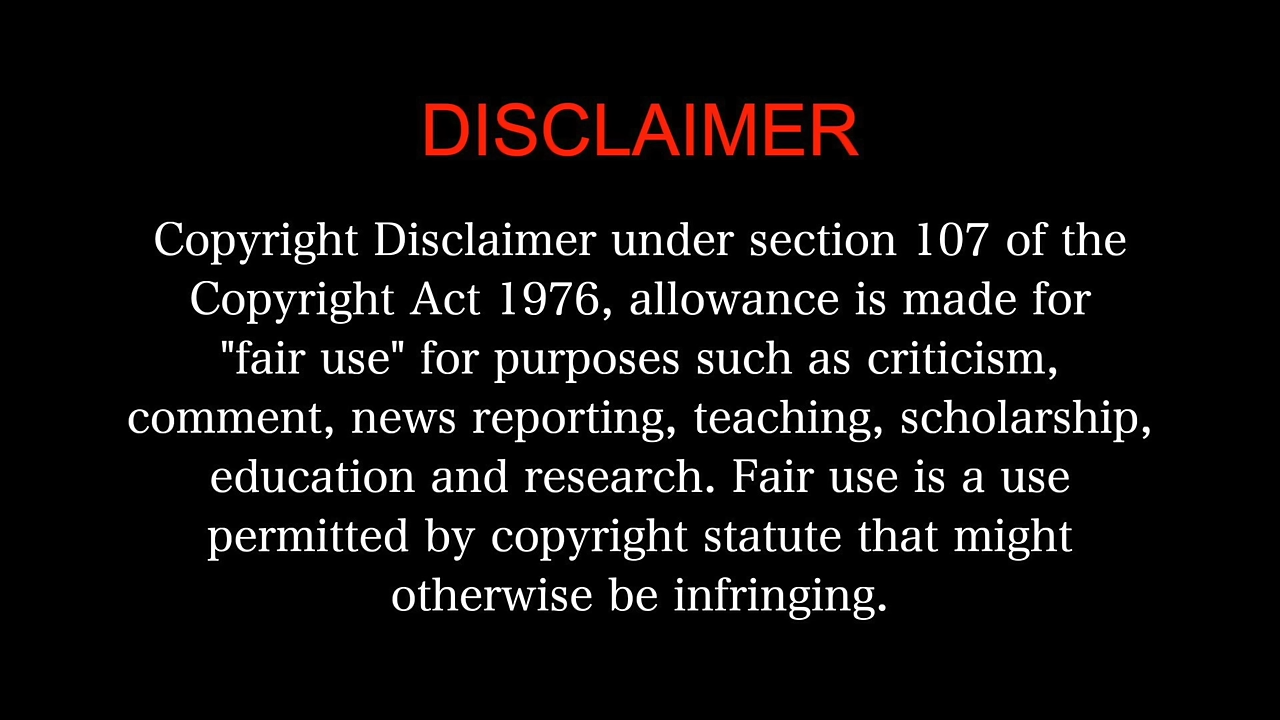 DISCLAIMER
Copyright Disclaimer under section 107 of the
Copyright Act 1976, allowance is made for
"fair use" for purposes such as criticism,
comment, news reporting, teaching, scholarship,
education and research. Fair use is a use
permitted by copyright statute that might
otherwise be infringing.